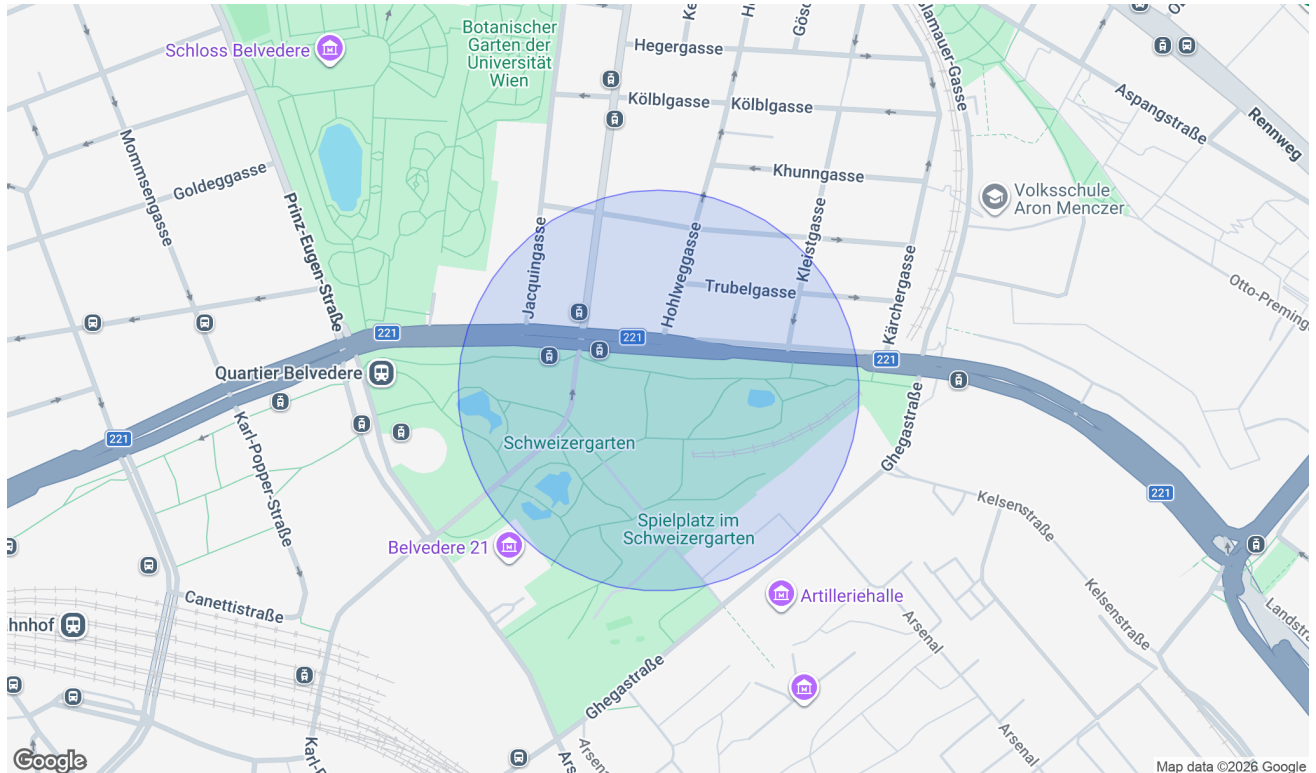 Schloss Belvedere
Botanischer
Garten der
Universität
Wien
Hegergasse
Kölblgasse
Kölblgasse
Khunngasse
Aspangstraße
Rennweg
Volksschule
Aron Menczer
Mommsengasse
Goldeggasse
Prinz-Eugen-Straße
Jacquingasse
Hohlweggasse
Trubelgasse
Kleistgasse
Kärchergasse
221
221
221
221
221
Quartier Belvedere
Karl-Popper-Straße
Schweizergarten
Ghegastraße
Kelsenstraße
Kelsenstraße
Spielplatz im
Schweizergarten
Belvedere 21
Artilleriehalle
Arsenal
Canettistraße
Ghegastraße
Arsenal
Arsenal
Google
Map data ©2026 Google